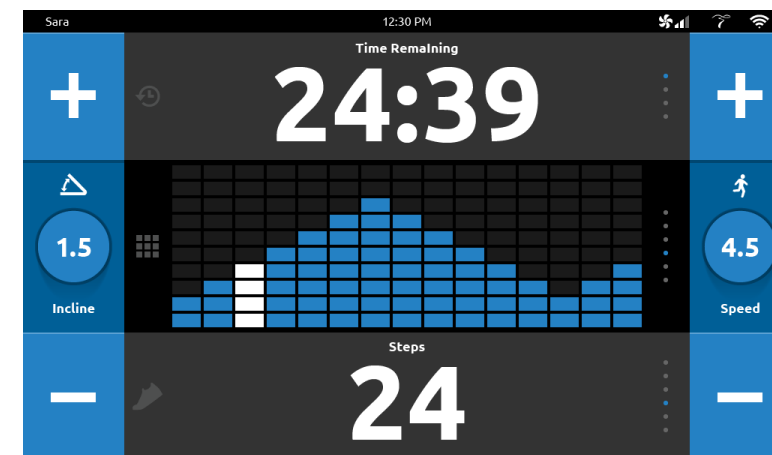 Sara
12:30 PM
Time RemaIning
24:39
1.5
Incline
4.5
Speed
Steps
24